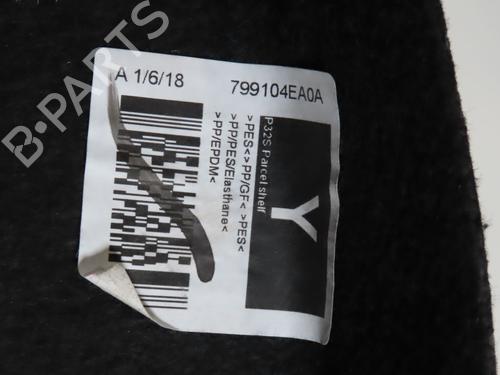 A 1/6/18
799104EA0A
P32S Parcel shelf
Y
>PES< >PP/GF< >PES<
>PP/PES/Elasthane<
>PP/EPDM<
B-PARTS